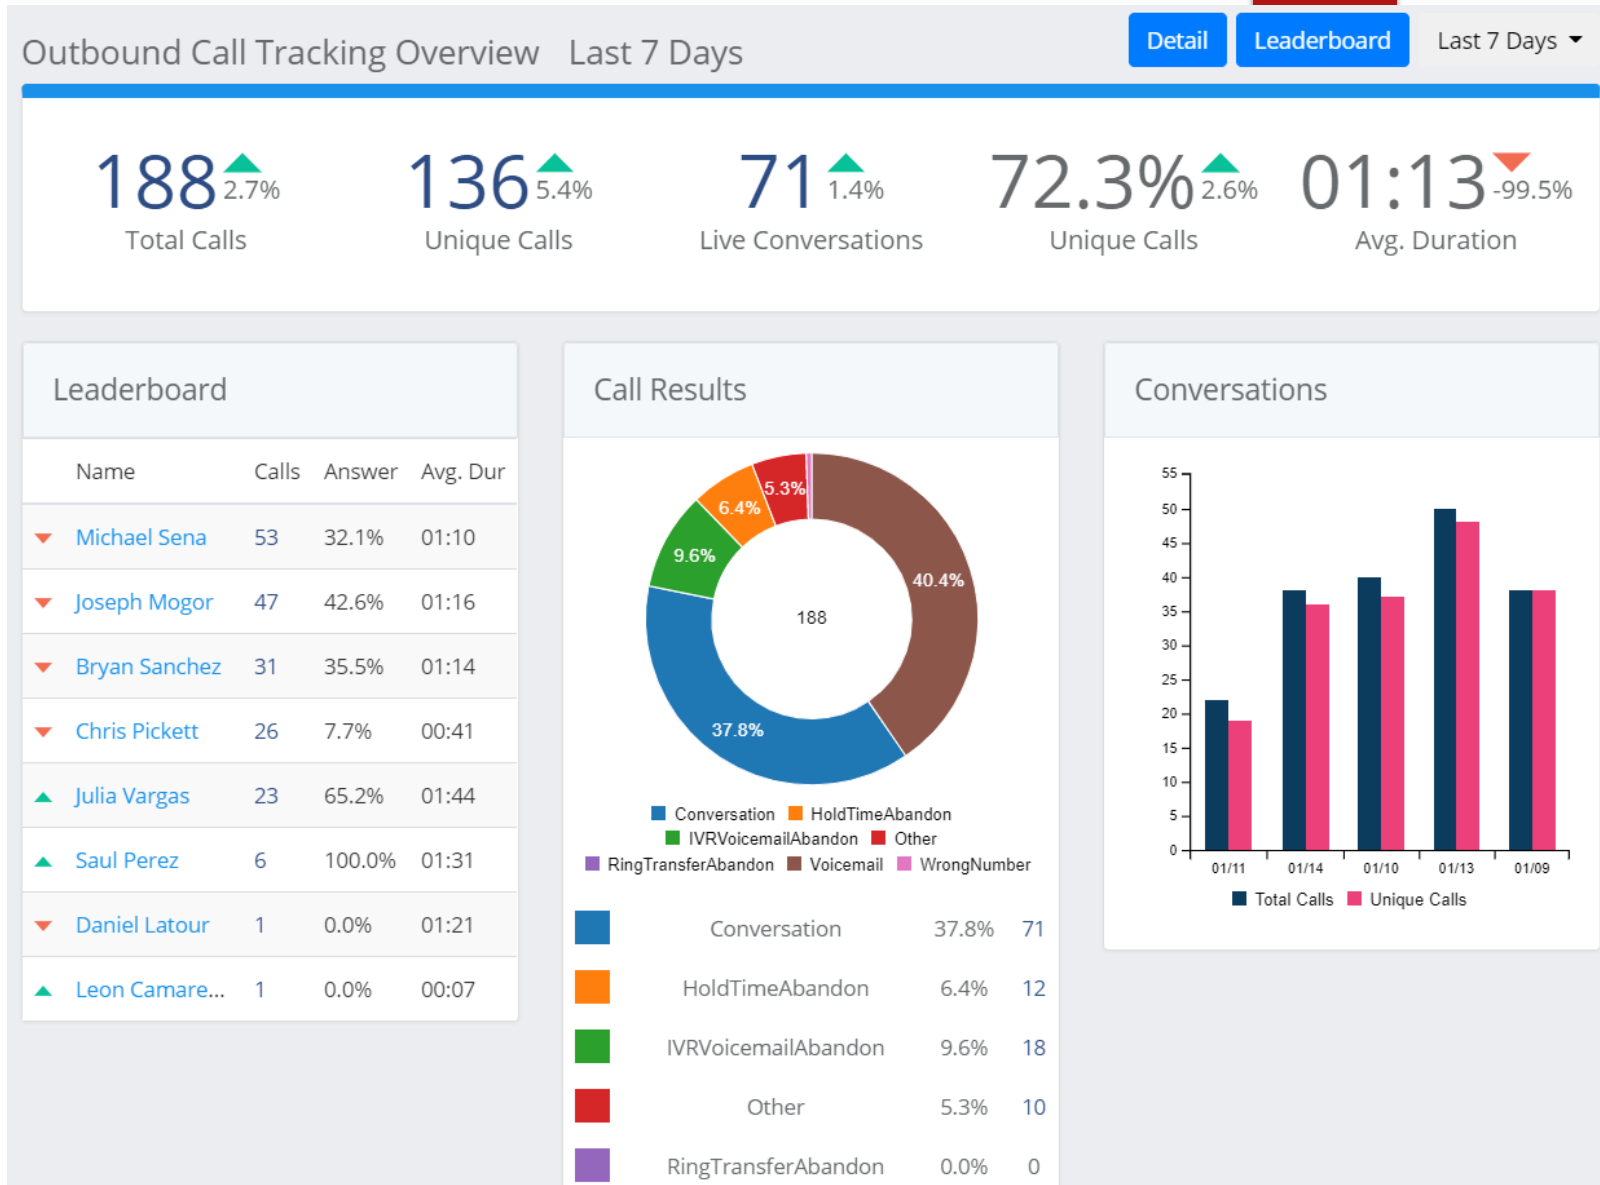 Outbound Call Tracking Overview Last 7 Days
Detail
Leaderboard
Last 7 Days
188 2.7%
Total Calls
136 5.4%
Unique Calls
71 1.4%
Live Conversations
72.3% 2.6%
Unique Calls
01:13 -99.5%
Avg. Duration
Leaderboard
Name Calls Answer Avg. Dur
Michael Sena 53 32.1% 01:10
Joseph Mogor 47 42.6% 01:16
Bryan Sanchez 31 35.5% 01:14
Chris Pickett 26 7.7% 00:41
Julia Vargas 23 65.2% 01:44
Saul Perez 6 100.0% 01:31
Daniel Latour 1 0.0% 01:21
Leon Camare... 1 0.0% 00:07
Call Results
5.3%
6.4%
9.6%
40.4%
188
37.8%
Conversation HoldTimeAbandon
IVRVoicemailAbandon Other
RingTransferAbandon Voicemail WrongNumber
Conversation 37.8% 71
HoldTimeAbandon 6.4% 12
IVRVoicemailAbandon 9.6% 18
Other 5.3% 10
RingTransferAbandon 0.0% 0
Conversations
55
50
45
40
35
30
25
20
15
10
5
0
01/11 01/14 01/10 01/13 01/09
Total Calls Unique Calls